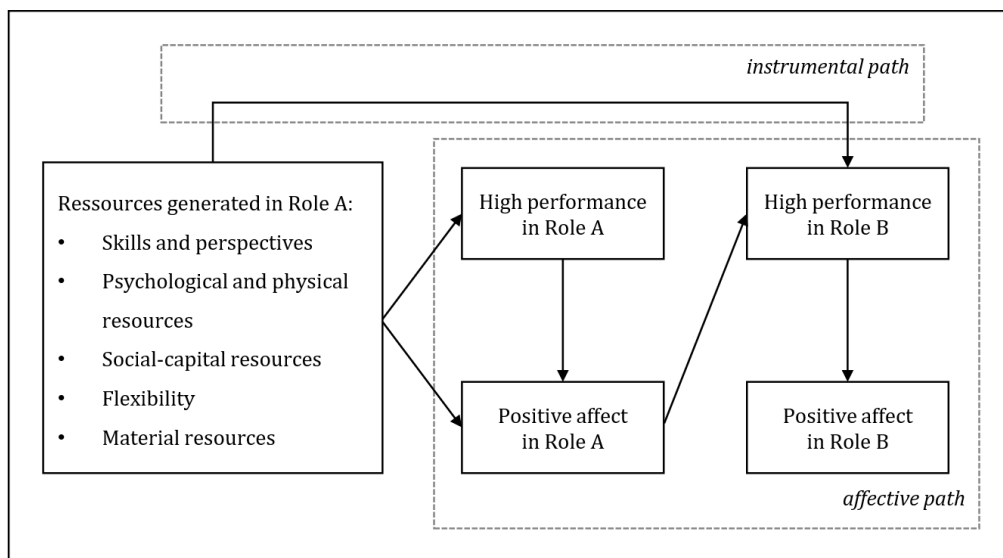 instrumental path
Ressources generated in Role A:
• Skills and perspectives
• Psychological and physical
resources
• Social-capital resources
• Flexibility
• Material resources
High performance
in Role A
High performance
in Role B
Positive affect
in Role A
Positive affect
in Role B
affective path